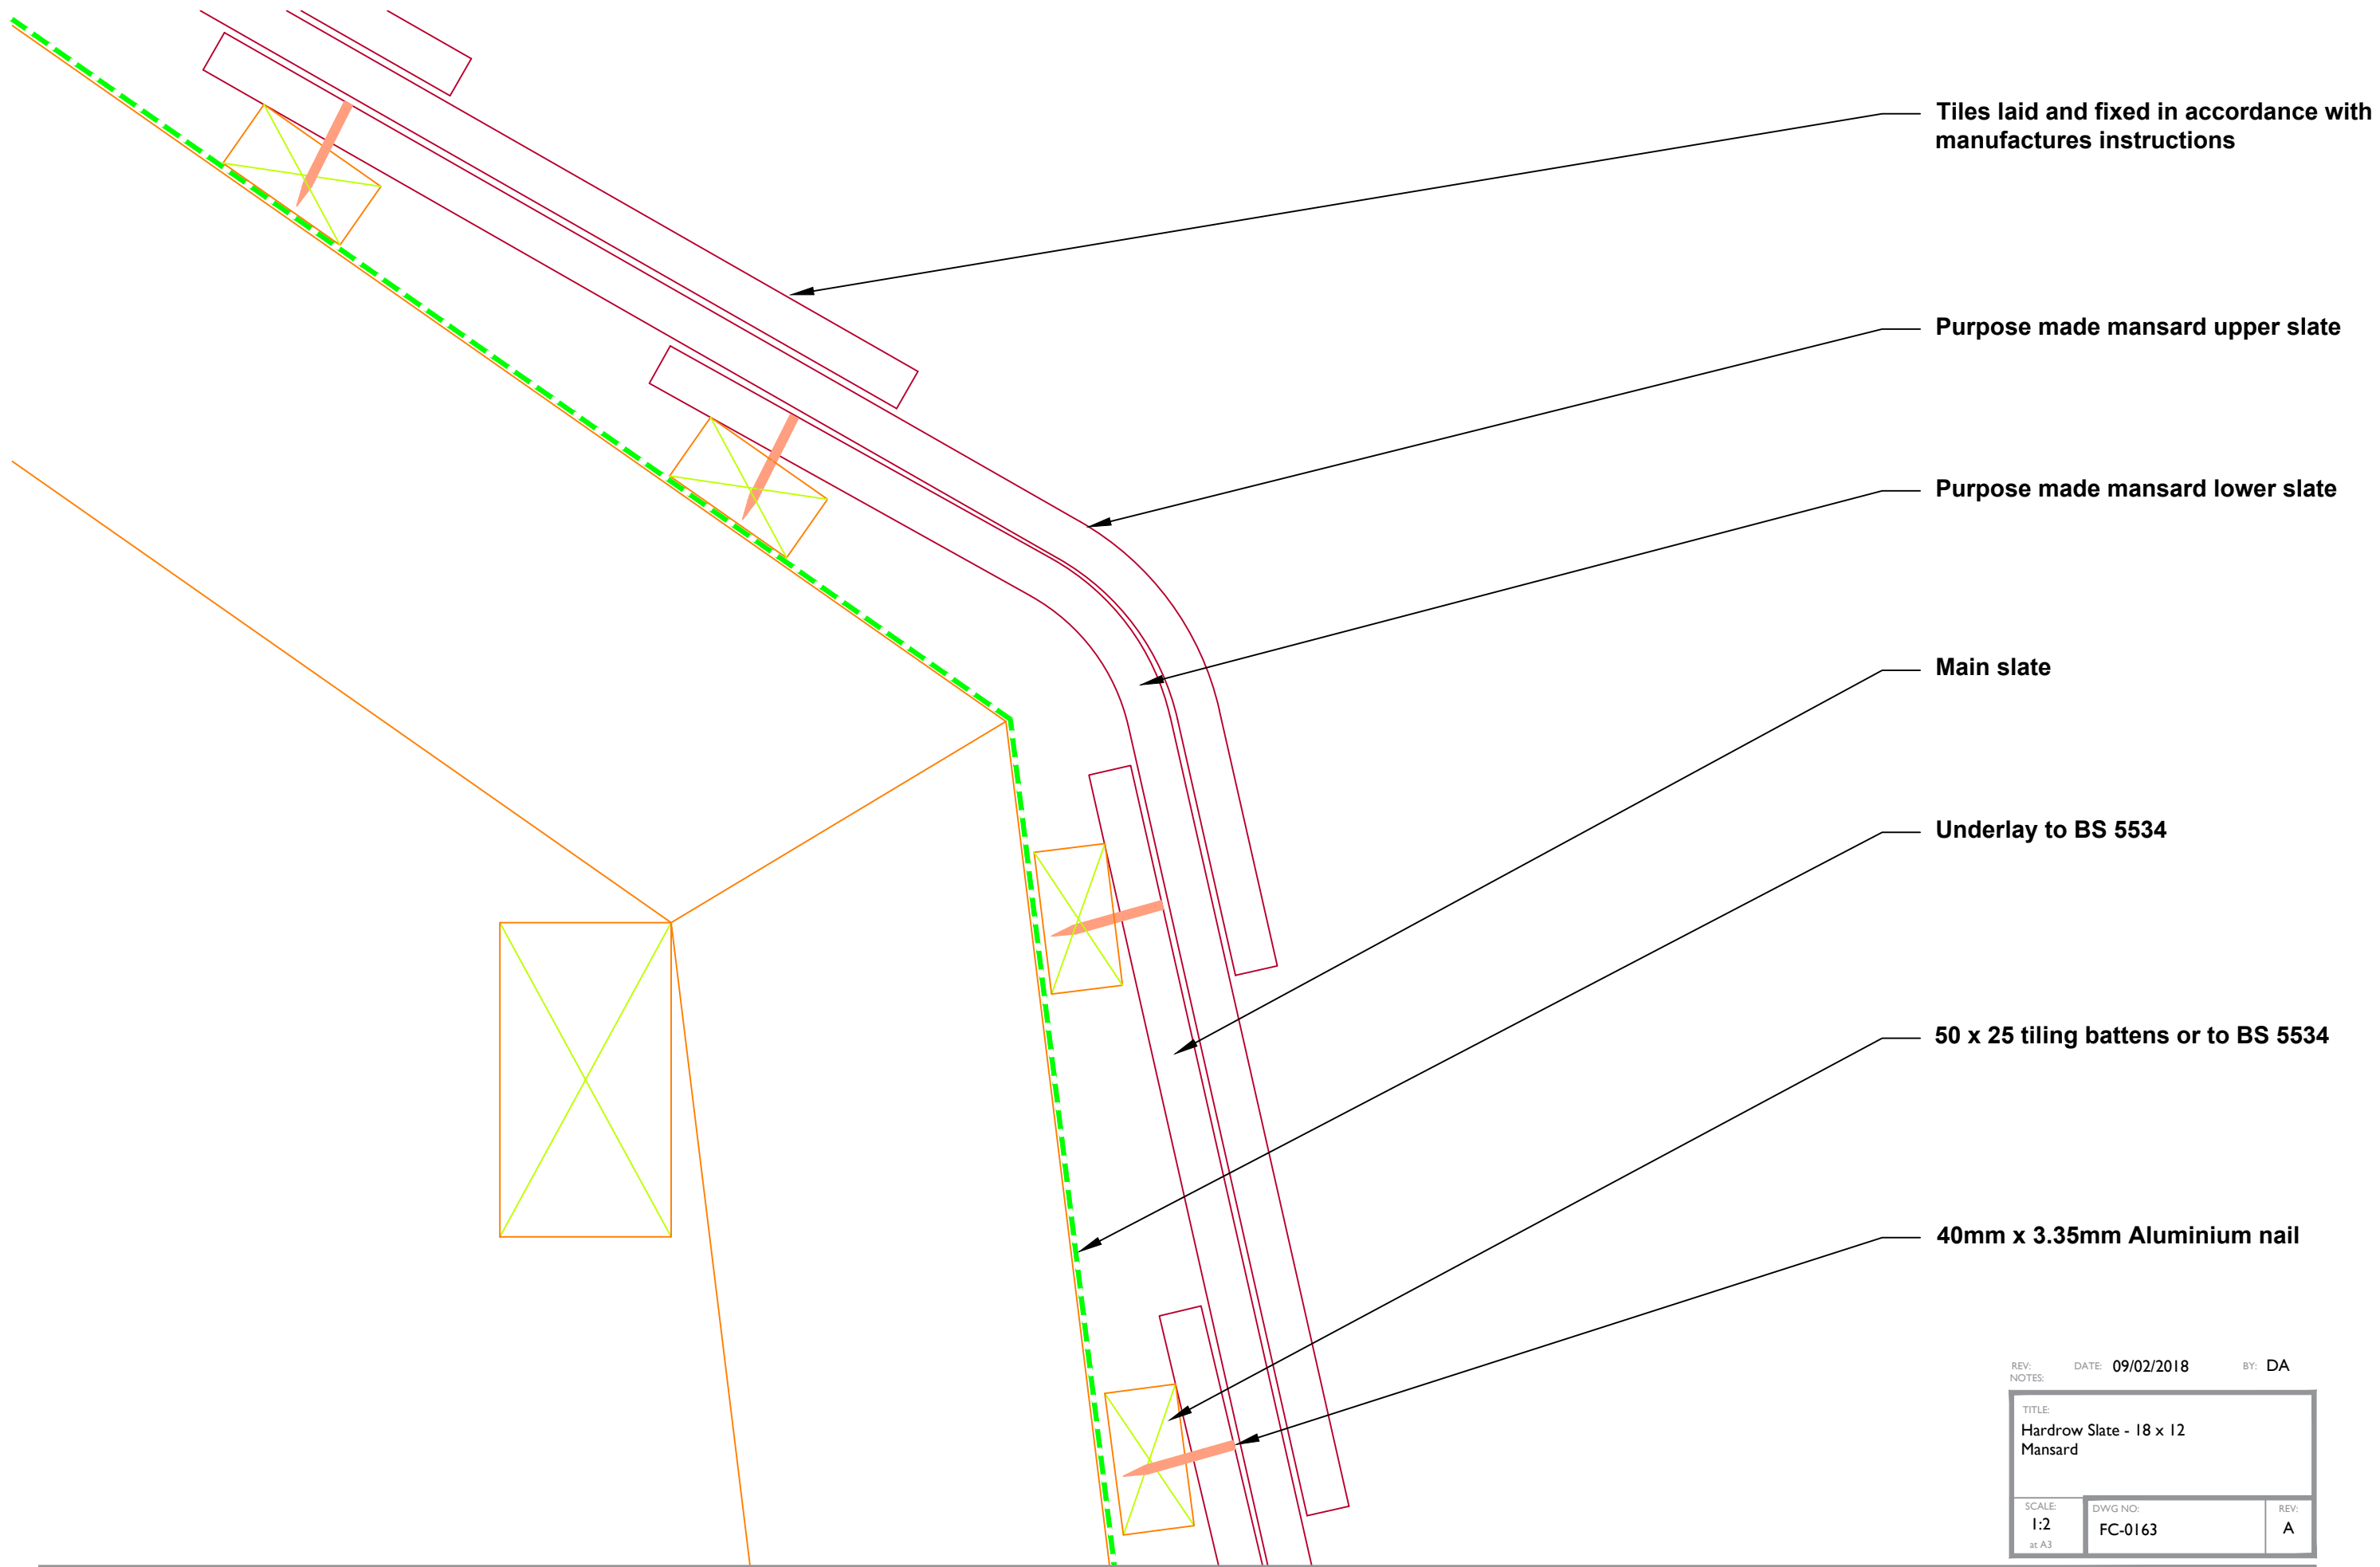 Tiles laid and fixed in accordance with
manufactures instructions
Purpose made mansard upper slate
Purpose made mansard lower slate
Main slate
Underlay to BS 5534
50 x 25 tiling battens or to BS 5534
40mm x 3.35mm Aluminium nail
REV: DATE: 09/02/2018 BY: DA
NOTES:
TITLE:
Hardrow Slate - 18 x 12
Mansard
SCALE: DWG NO: REV:
1:2 FC-0163 A
at A3